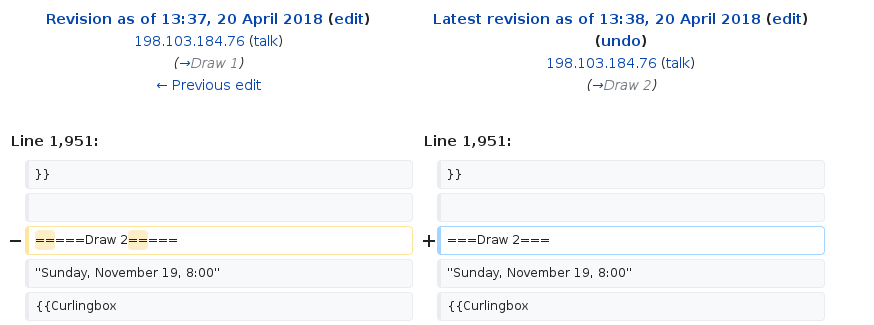 Revision as of 13:37, 20 April 2018 (edit)
198.103.184.76 (talk)
(→Draw 1)
← Previous edit
Latest revision as of 13:38, 20 April 2018 (edit)
(undo)
198.103.184.76 (talk)
(→Draw 2)
Line 1,951:
Line 1,951:
}}
}}
− =====Draw 2=====
+ ===Draw 2===
"Sunday, November 19, 8:00"
"Sunday, November 19, 8:00"
{{Curlingbox
{{Curlingbox